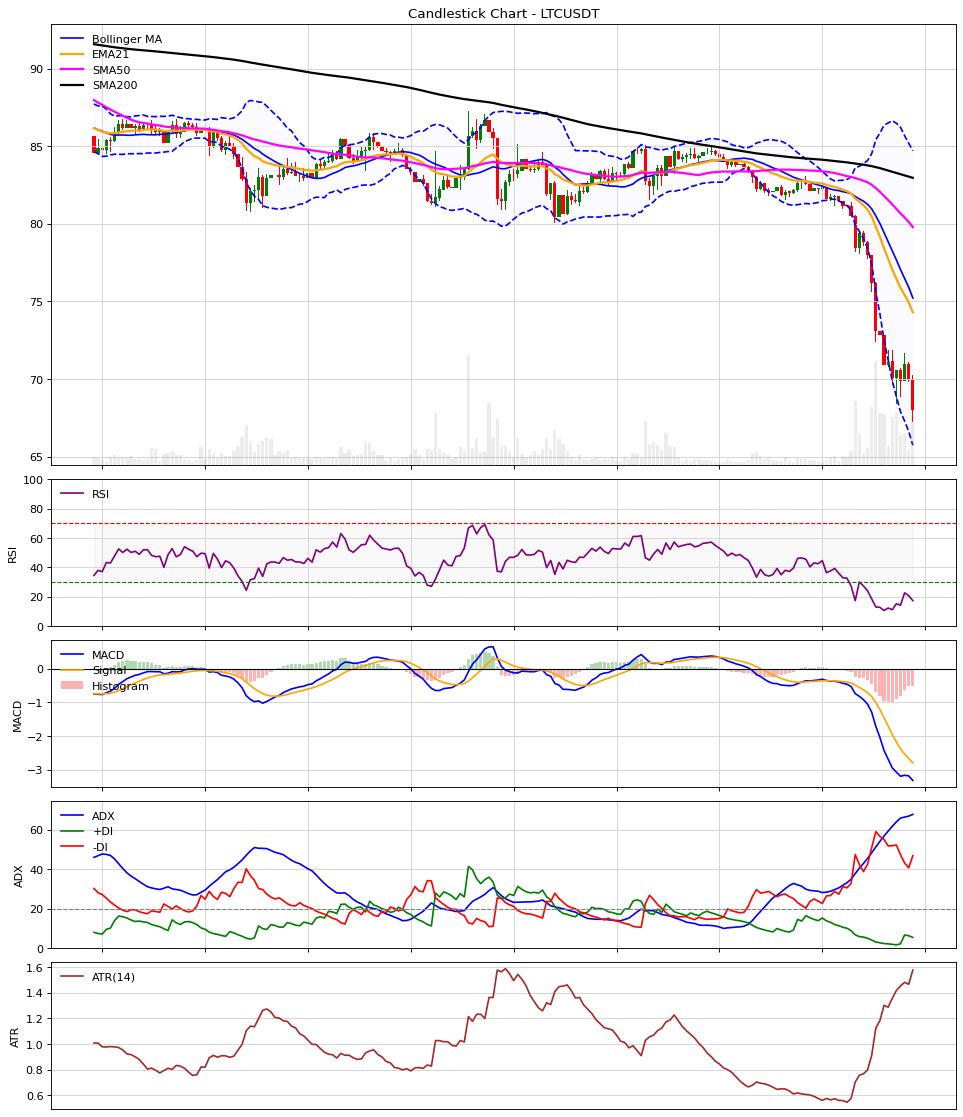 Candlestick Chart - LTCUSDT
Bollinger MA
EMA21
SMA50
SMA200
90
85
80
75
70
65
RSI
100
80
60
40
20
0
RSI
MACD
Signal
Histogram
0
−1
−2
−3
MACD
ADX
+DI
-DI
60
40
20
0
ADX
ATR(14)
1.6
1.4
1.2
1.0
0.8
0.6
ATR